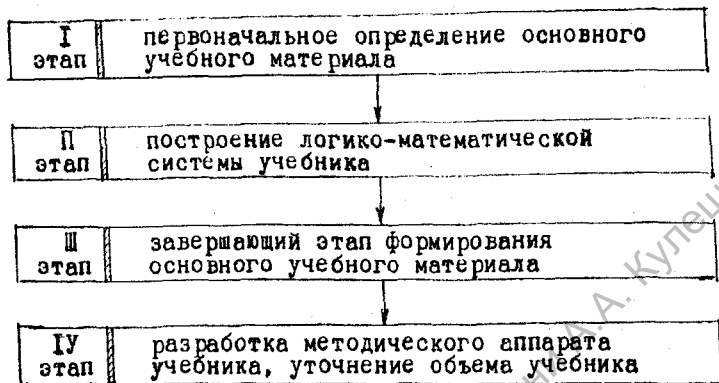 I
этап
первоначальное определение основного
учебного материала
П
этап
построение логико-математической
системы учебника
Ш
этап
завершающий этап формирования
основного учебного материала
IУ
этап
разработка методического аппарата
учебника, уточнение объема учебника
А.А. Кулеш